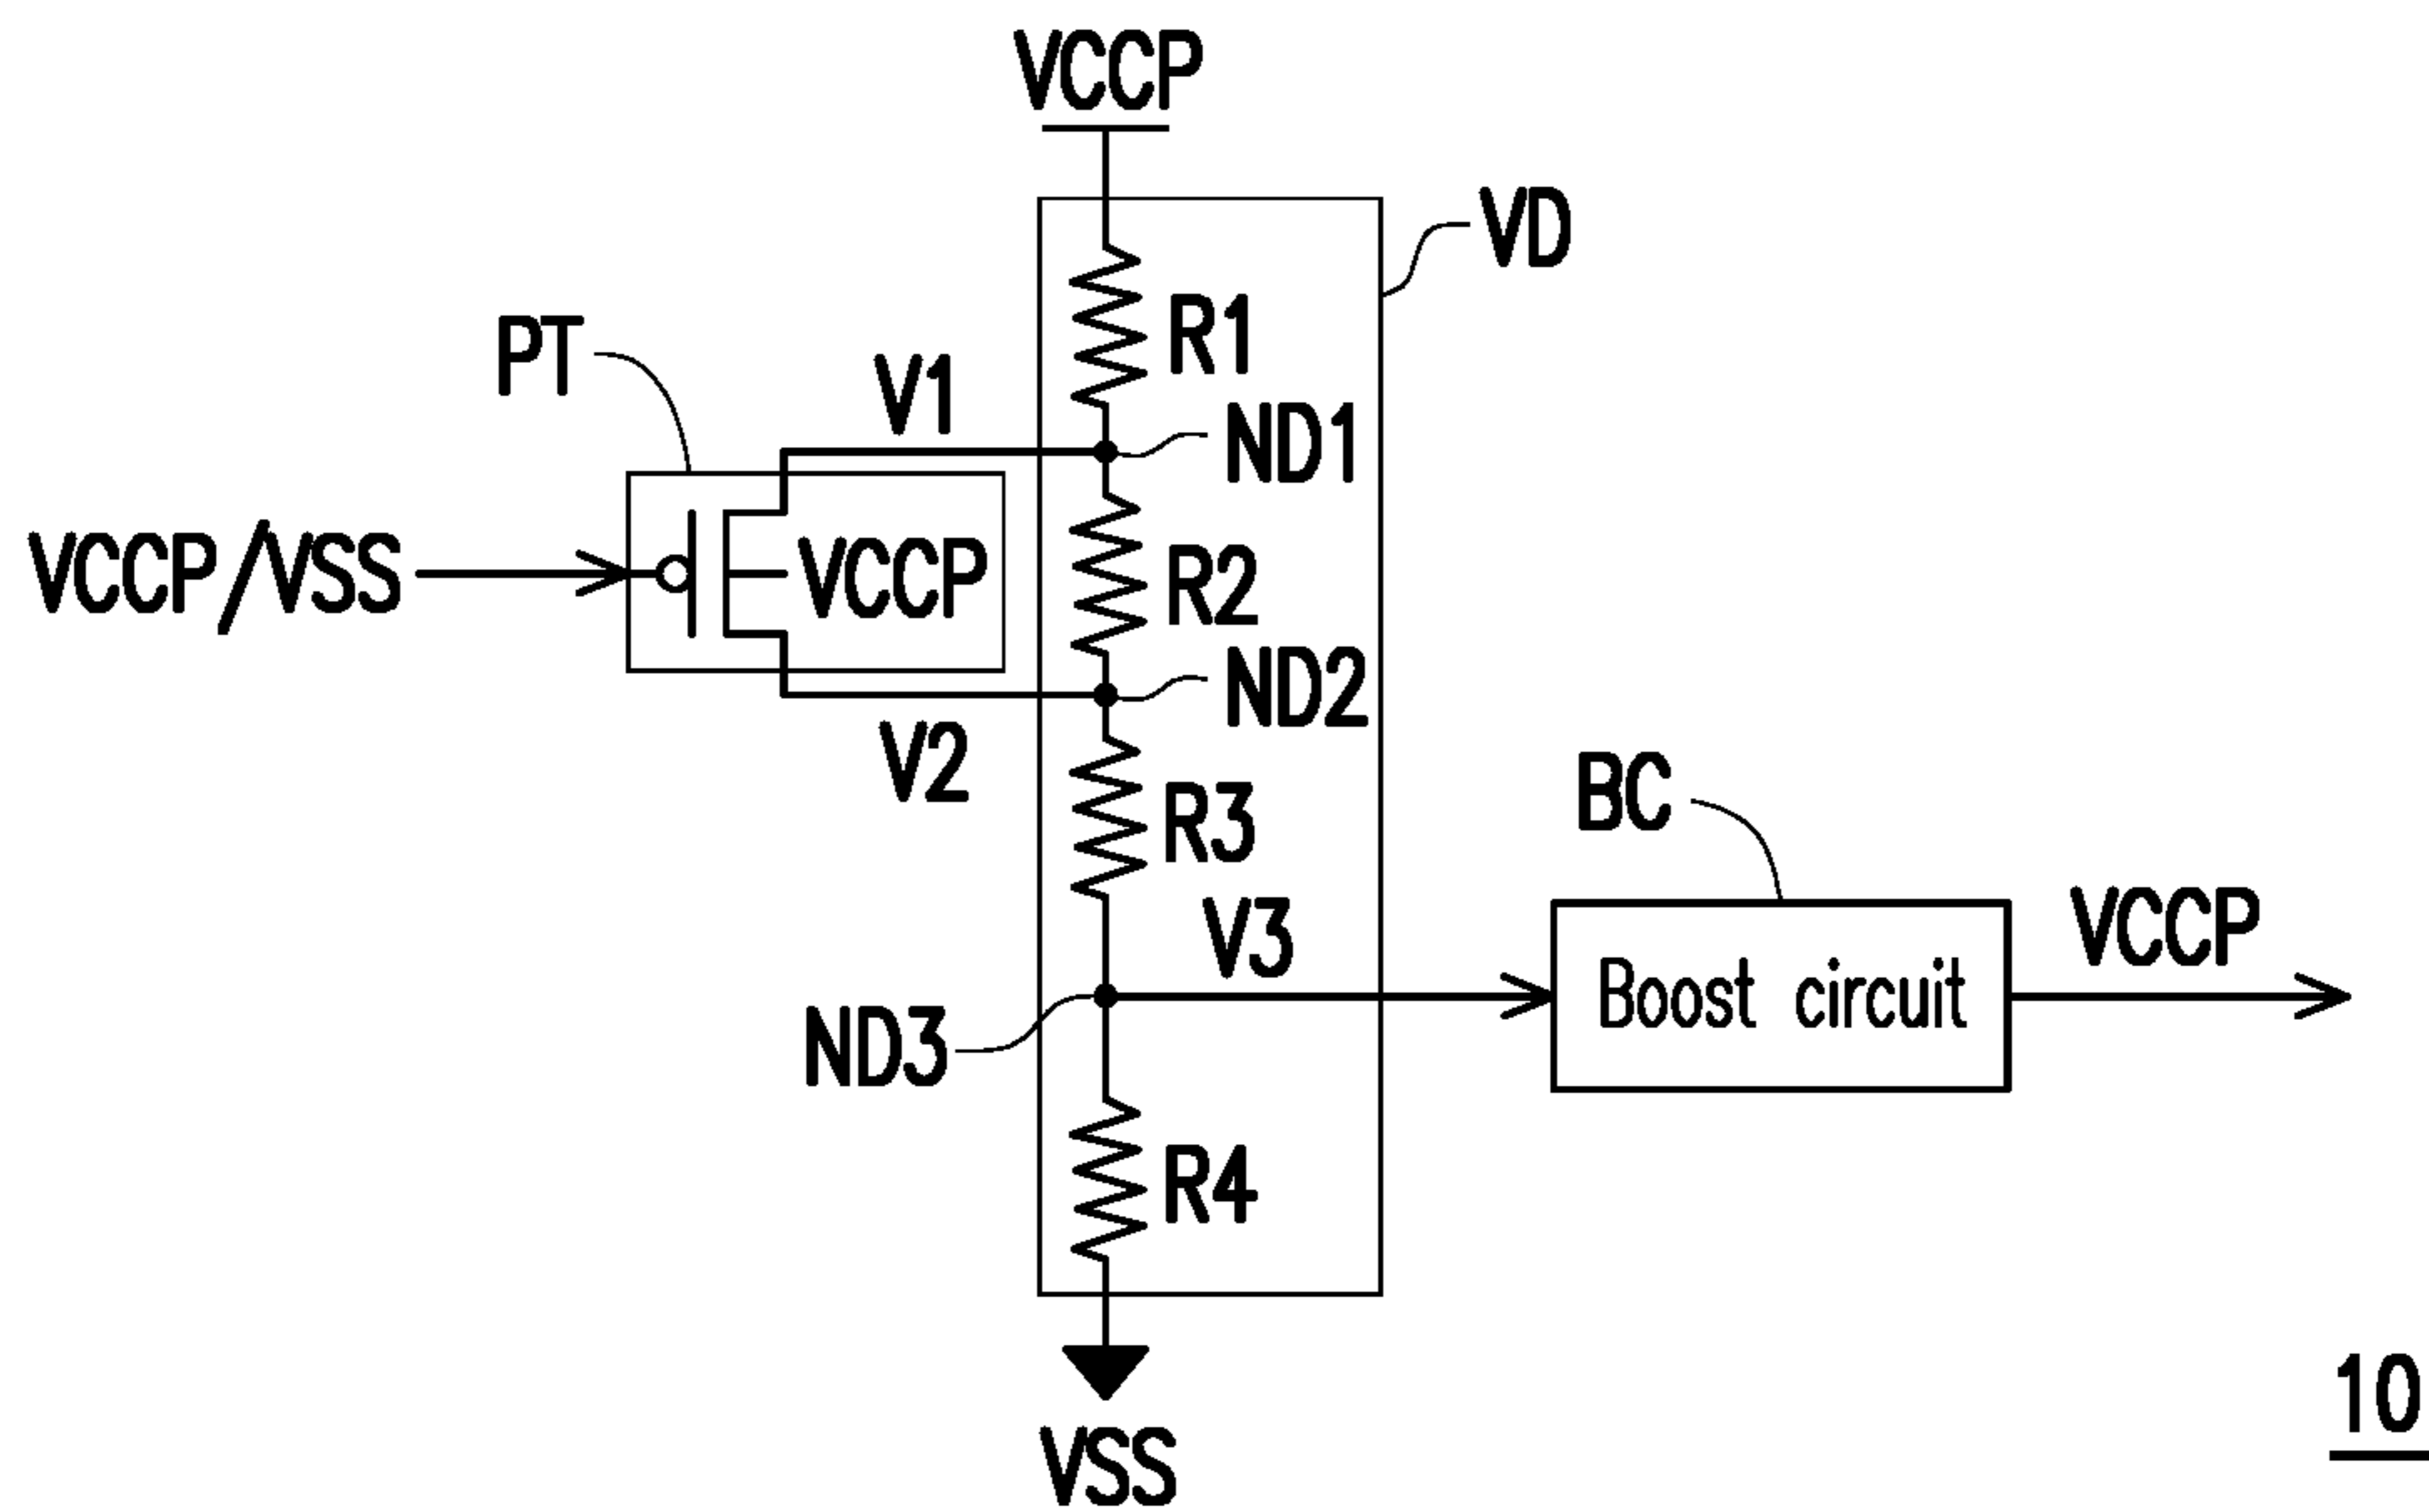 VCCP
VD
R1
PT
V1
ND1
VCCP/VSS
VCCP
R2
ND2
V2
R3
BC
V3
VCCP
Boost circuit
ND3
R4
VSS
10